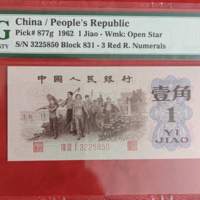 G
China / People's Republic
Pick# 877g 1962 1 Jiao - Wmk: Open Star
S/N 3225850 Block 831 - 3 Red R. Numerals
中国人民银行
壹角
1
YI
JIAO
3225850